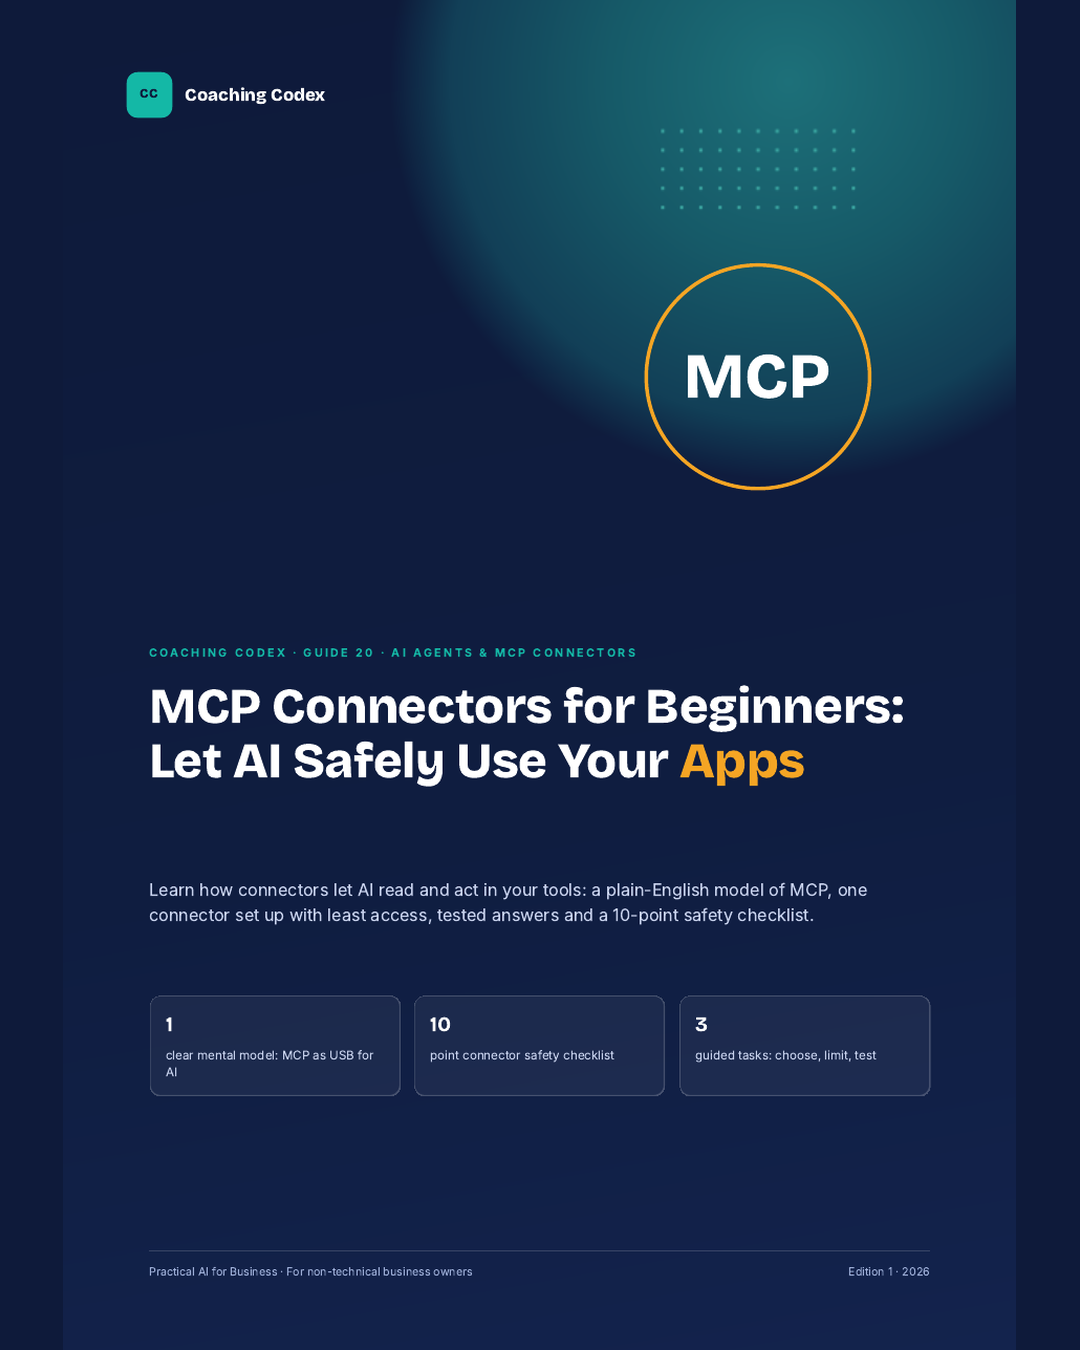 CC
Coaching Codex
MCP
COACHING CODEX · GUIDE 20 · AI AGENTS & MCP CONNECTORS
MCP Connectors for Beginners:
Let AI Safely Use Your Apps
Learn how connectors let AI read and act in your tools: a plain-English model of MCP, one
connector set up with least access, tested answers and a 10-point safety checklist.
1
clear mental model: MCP as USB for
AI
10
point connector safety checklist
3
guided tasks: choose, limit, test
Practical AI for Business · For non-technical business owners
Edition 1 · 2026